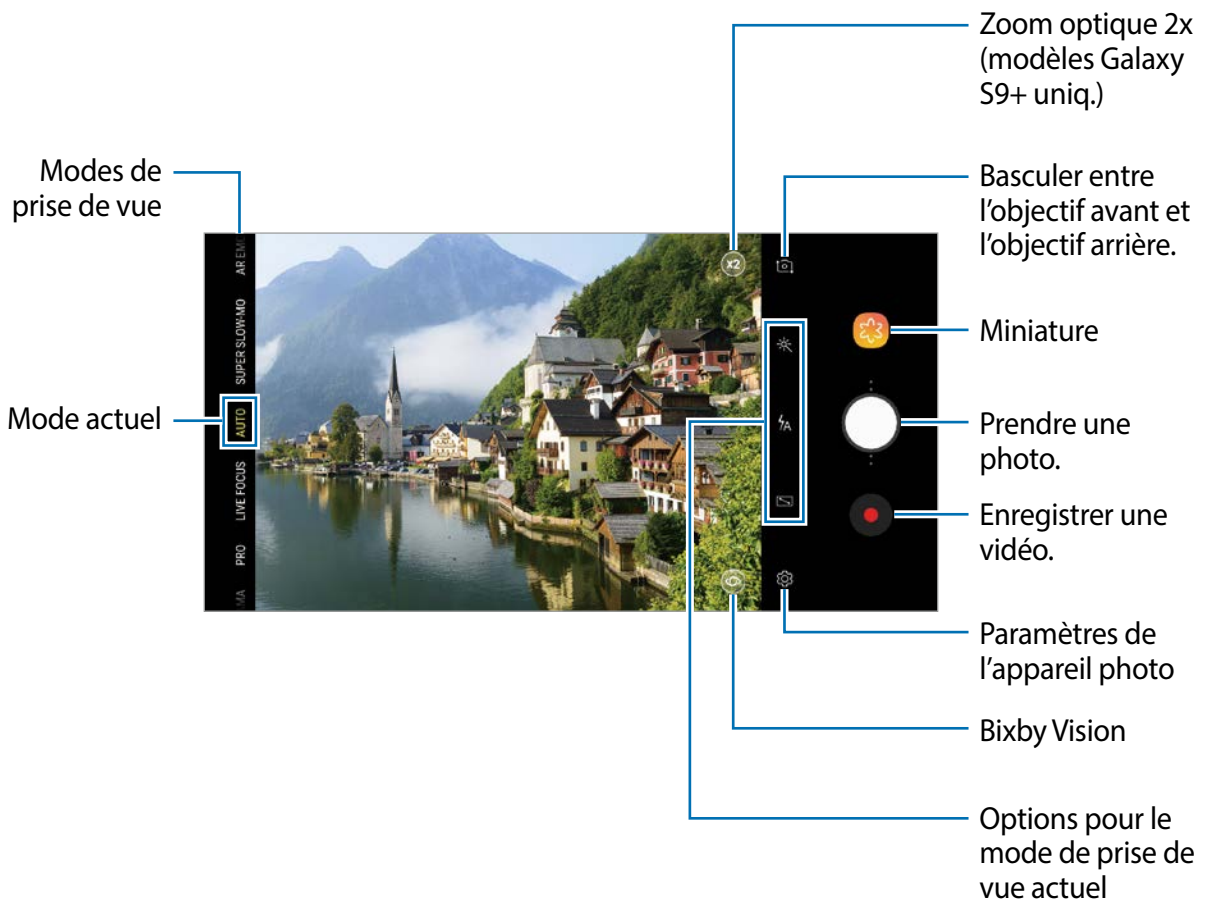 Zoom optique 2x
(modèles Galaxy
S9+ uniq.)
Modes de
prise de vue
Basculer entre
l'objectif avant et
l'objectif arrière.
AR EMO
x2
SUPER SLOW-MO
Miniature
Mode actuel
AUTO
A
Prendre une
photo.
LIVE FOCUS
Enregistrer une
vidéo.
PRO
MA
Paramètres de
l'appareil photo
Bixby Vision
Options pour le
mode de prise de
vue actuel